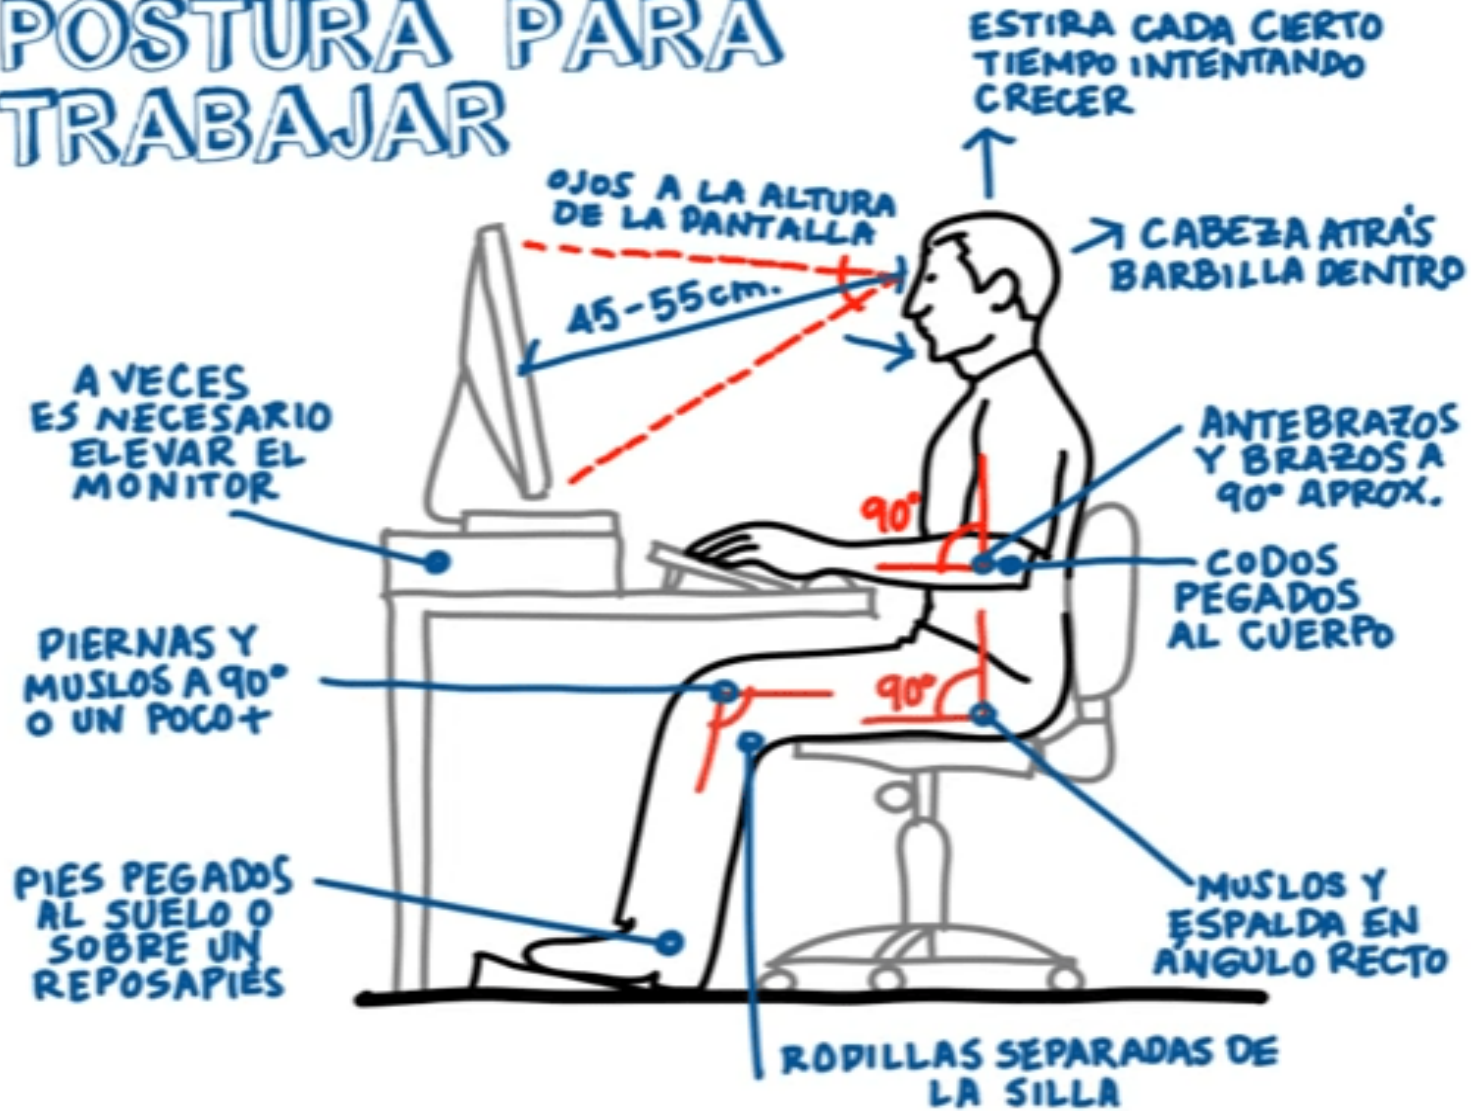 POSTURA PARA
TRABAJAR
ESTIRA CADA CIERTO
TIEMPO INTENTANDO
CRECER
OJOS A LA ALTURA
DE LA PANTALLA
CABEZA ATRÁS
BARBILLA DENTRO
45-55cm.
A VECES
ES NECESARIO
ELEVAR EL
MONITOR
ANTEBRAZOS
Y BRAZOS A
90° APROX.
90°
CODOS
PEGADOS
AL CUERPO
PIERNAS Y
MUSLOS A 90°
O UN POCO+
90°
PIES PEGADOS
AL SUELO O
SOBRE UN
REPOSAPIÉS
MUSLOS Y
ESPALDA EN
ÁNGULO RECTO
RODILLAS SEPARADAS DE
LA SILLA